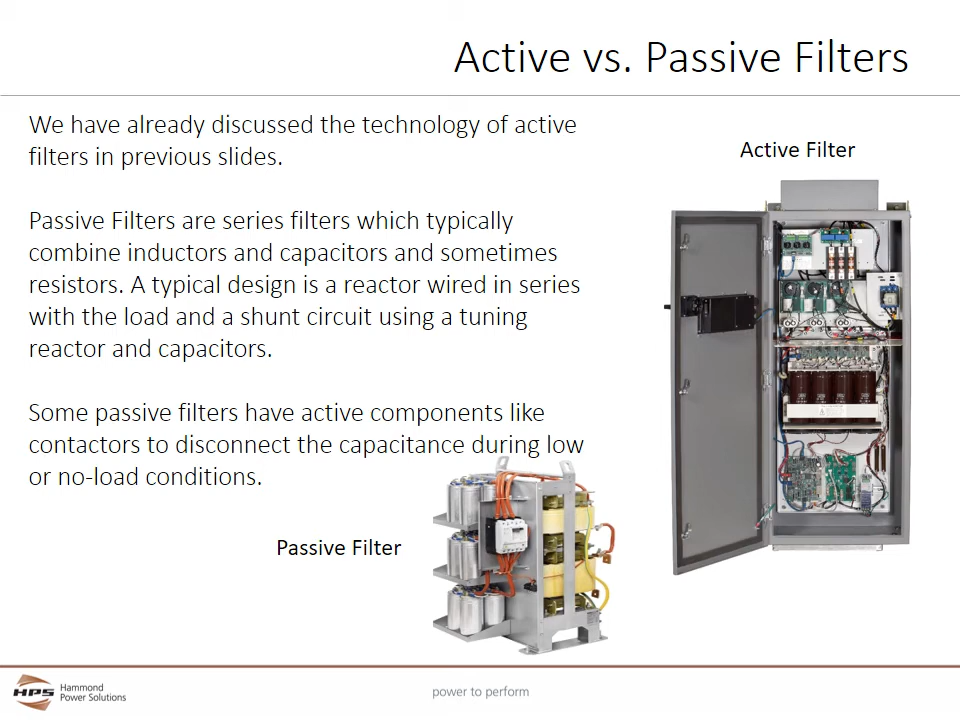 Active vs. Passive Filters
We have already discussed the technology of active
filters in previous slides.
Active Filter
Passive Filters are series filters which typically
combine inductors and capacitors and sometimes
resistors. A typical design is a reactor wired in series
with the load and a shunt circuit using a tuning
reactor and capacitors.
Some passive filters have active components like
contactors to disconnect the capacitance during low
or no-load conditions.
Passive Filter
HPS
Hammond
Power Solutions
power to perform